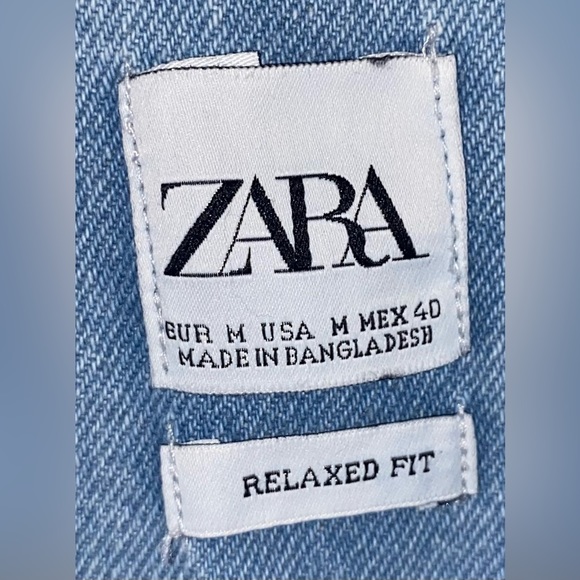 ZARA
EUR M USA M MEX 40
MADE IN BANGLADESH
RELAXED FIT